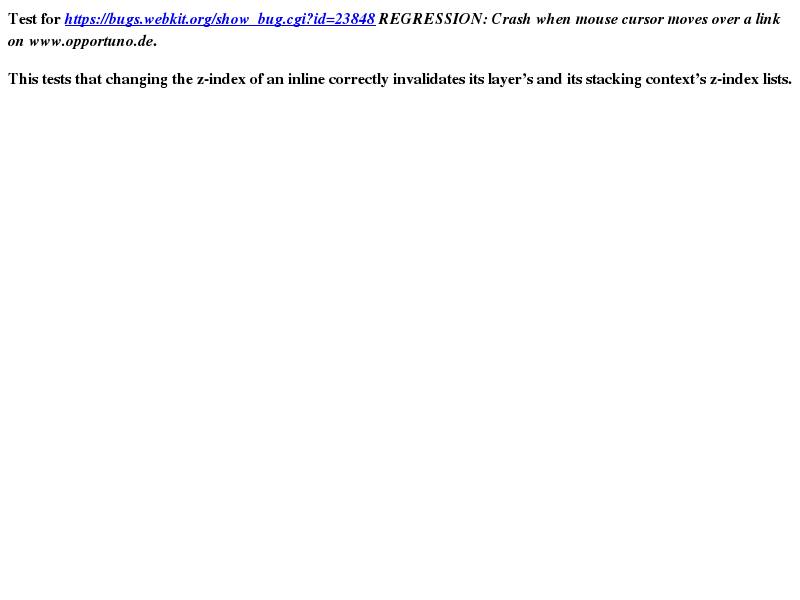 Test for https://bugs.webkit.org/show_bug.cgi?id=23848 REGRESSION: Crash when mouse cursor moves over a link
on www.opportuno.de.
This tests that changing the z-index of an inline correctly invalidates its layer’s and its stacking context’s z-index lists.